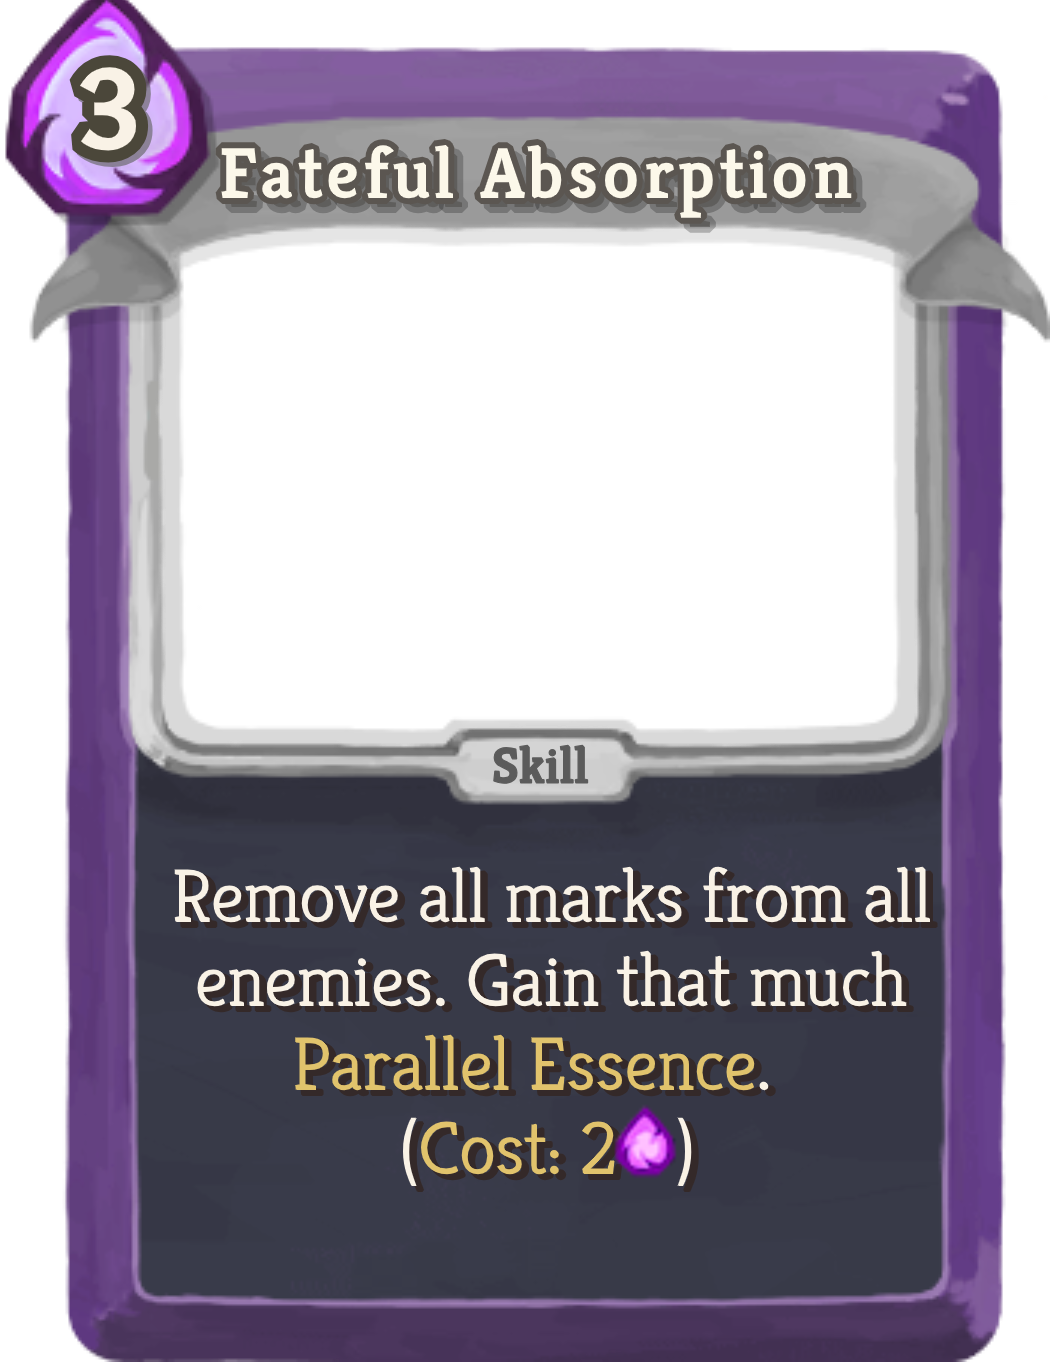 3
Fateful Absorption
Skill
Remove all marks from all
enemies. Gain that much
Parallel Essence.
(Cost: 2)